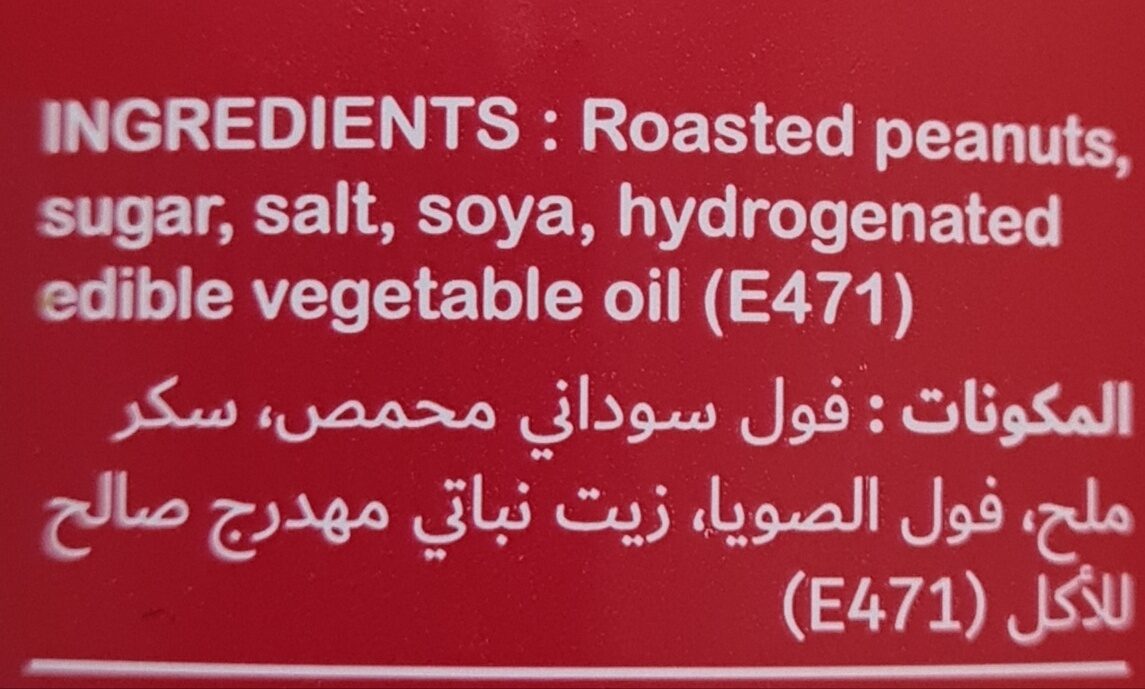 INGREDIENTS : Roasted peanuts,
sugar, salt, soya, hydrogenated
edible vegetable oil (E471)
المكونات : فول سوداني محمص، سكر
ملح، فول الصويا، زيت نباتي مهدرج صالح
للأكل (E471)